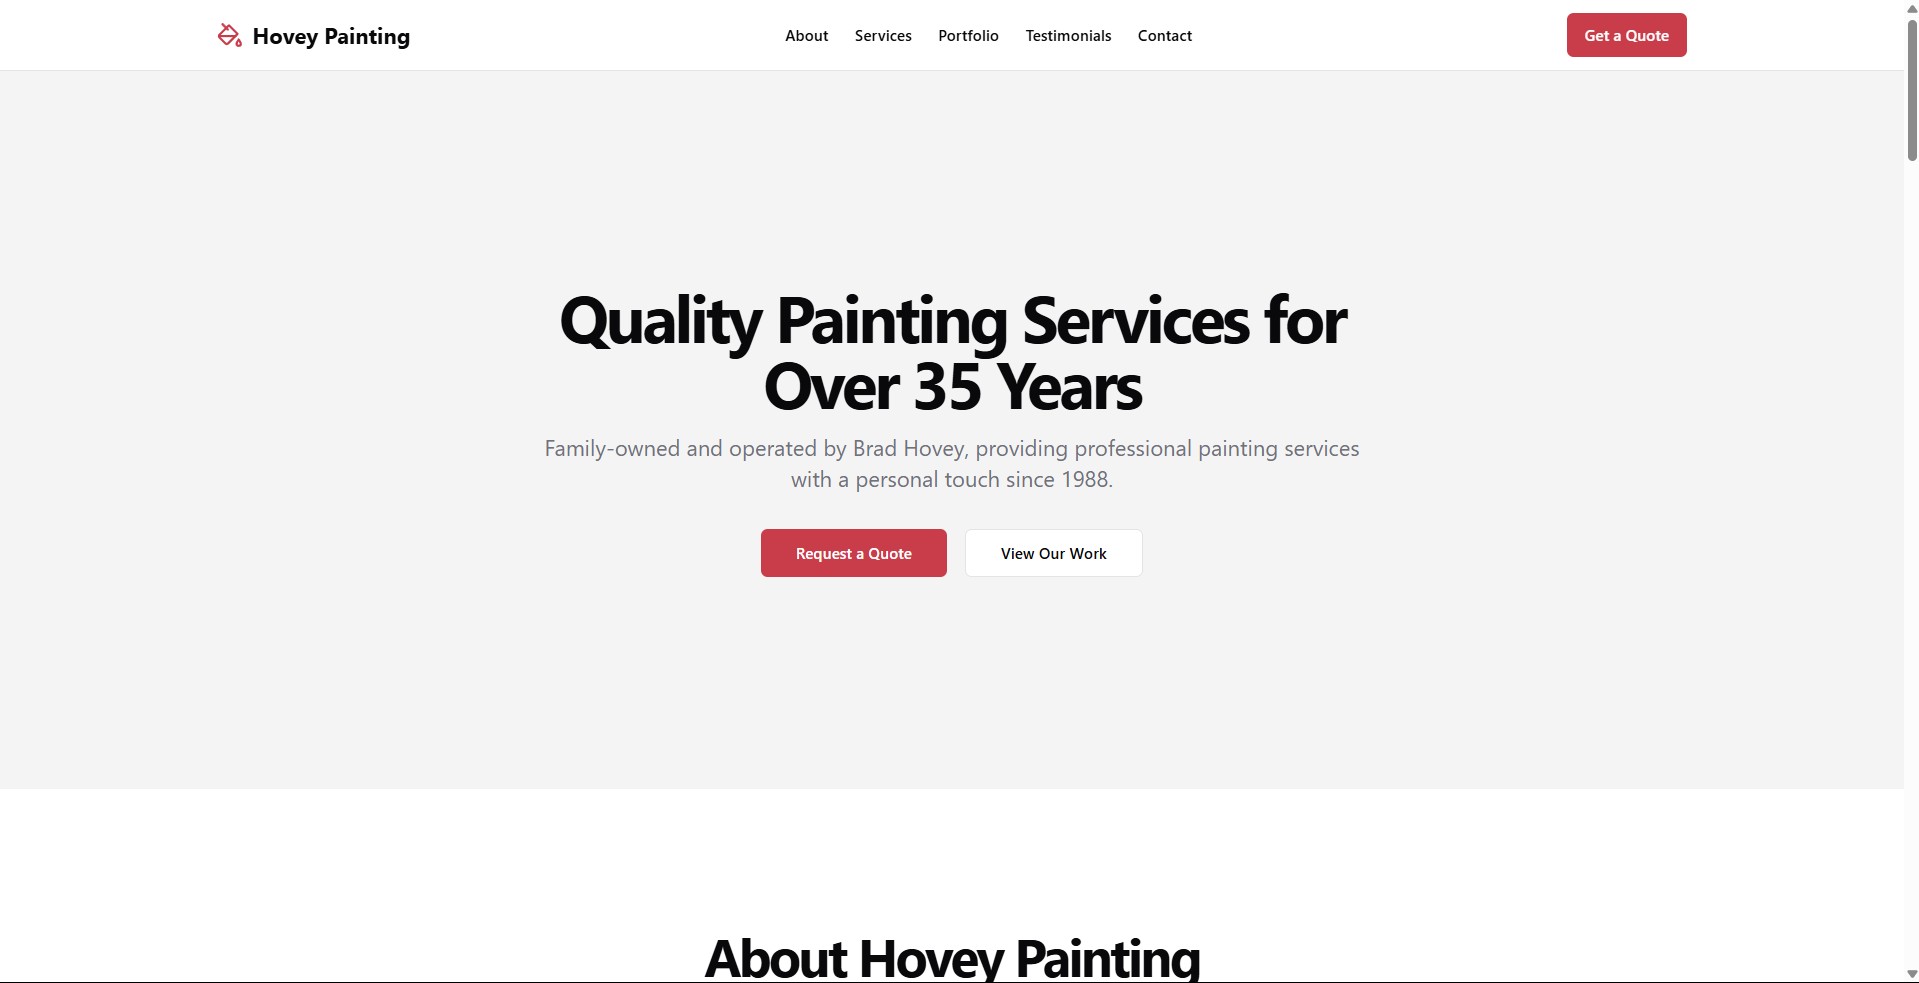 Hovey Painting
About
Services
Portfolio
Testimonials
Contact
Get a Quote
Quality Painting Services for
Over 35 Years
Family-owned and operated by Brad Hovey, providing professional painting services
with a personal touch since 1988.
Request a Quote
View Our Work
About Hovey Painting